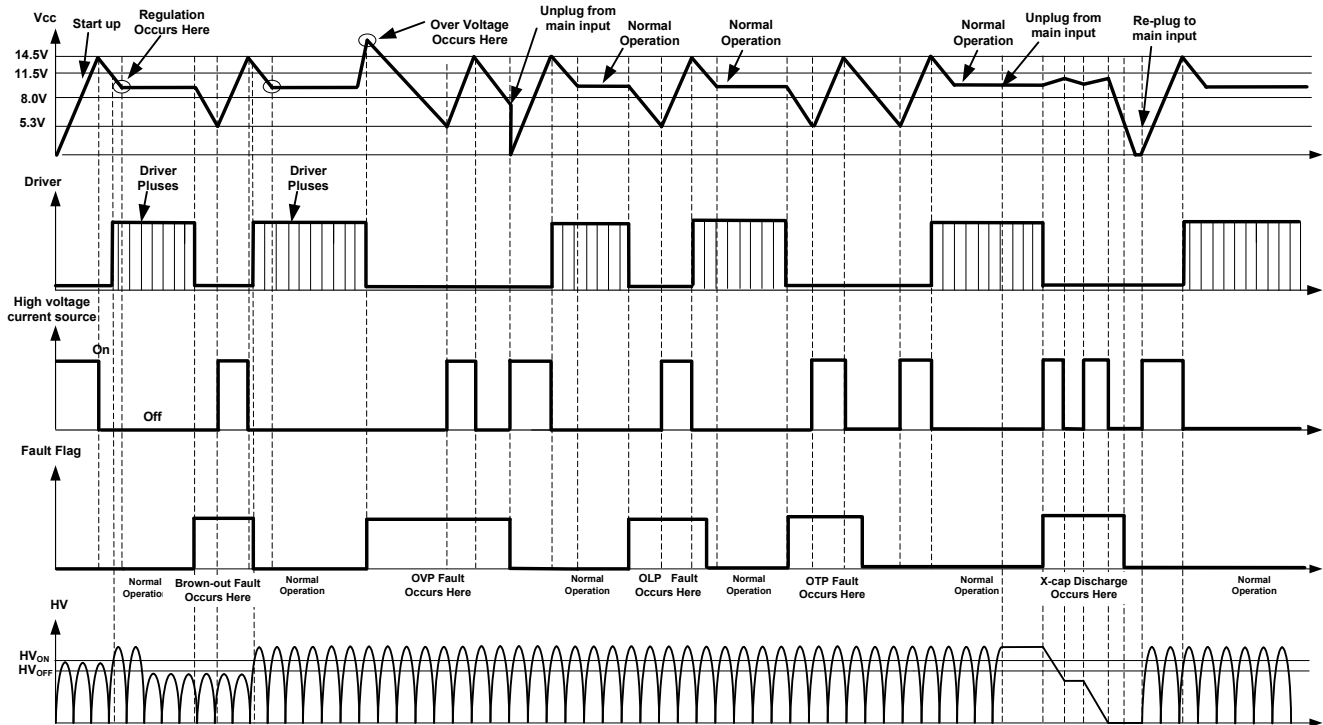 Vcc
Start up
Regulation
Occurs Here
Over Voltage
Occurs Here
Unplug from
main input
Normal
Operation
Normal
Operation
Normal
Operation
Unplug from
main input
Re-plug to
main input
14.5V
11.5V
8.0V
5.3V
Driver
Driver
Pluses
Driver
Pluses
High voltage
current source
On
Off
Fault Flag
Normal
Operatio
Brown-out Fault
Occurs Here
Normal
Operation
OVP Fault
Occurs Here
Normal
Operation
OLP Fault
Occurs Here
Normal
Operation
OTP Fault
Occurs Here
Normal
Operation
X-cap Discharge
Occurs Here
Normal
Operation
HV
HVON
HVOFF